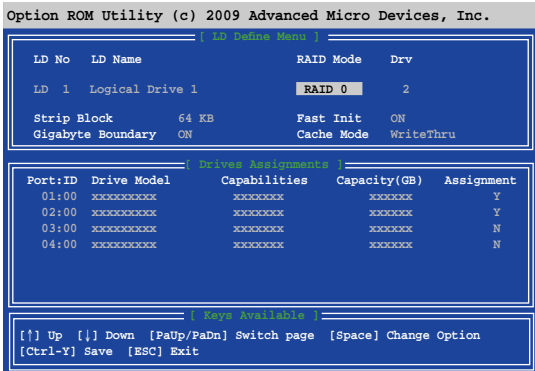 Option ROM Utility (c) 2009 Advanced Micro Devices, Inc.
[ LD Define Menu ]
LD No LD Name RAID Mode Drv
LD 1 Logical Drive 1 RAID 0 2
Strip Block 64 KB Fast Init ON
Gigabyte Boundary ON Cache Mode WriteThru
[ Drives Assignments ]
Port:ID Drive Model Capabilities Capacity(GB) Assignment
01:00 xxxxxxxxx xxxxxxx xxxxxx Y
02:00 xxxxxxxxx xxxxxxx xxxxxx Y
03:00 xxxxxxxxx xxxxxxx xxxxxx N
04:00 xxxxxxxxx xxxxxxx xxxxxx N
[ Keys Available ]
[↑] Up [↓] Down [PaUp/PaDn] Switch page [Space] Change Option
[Ctrl-Y] Save [ESC] Exit